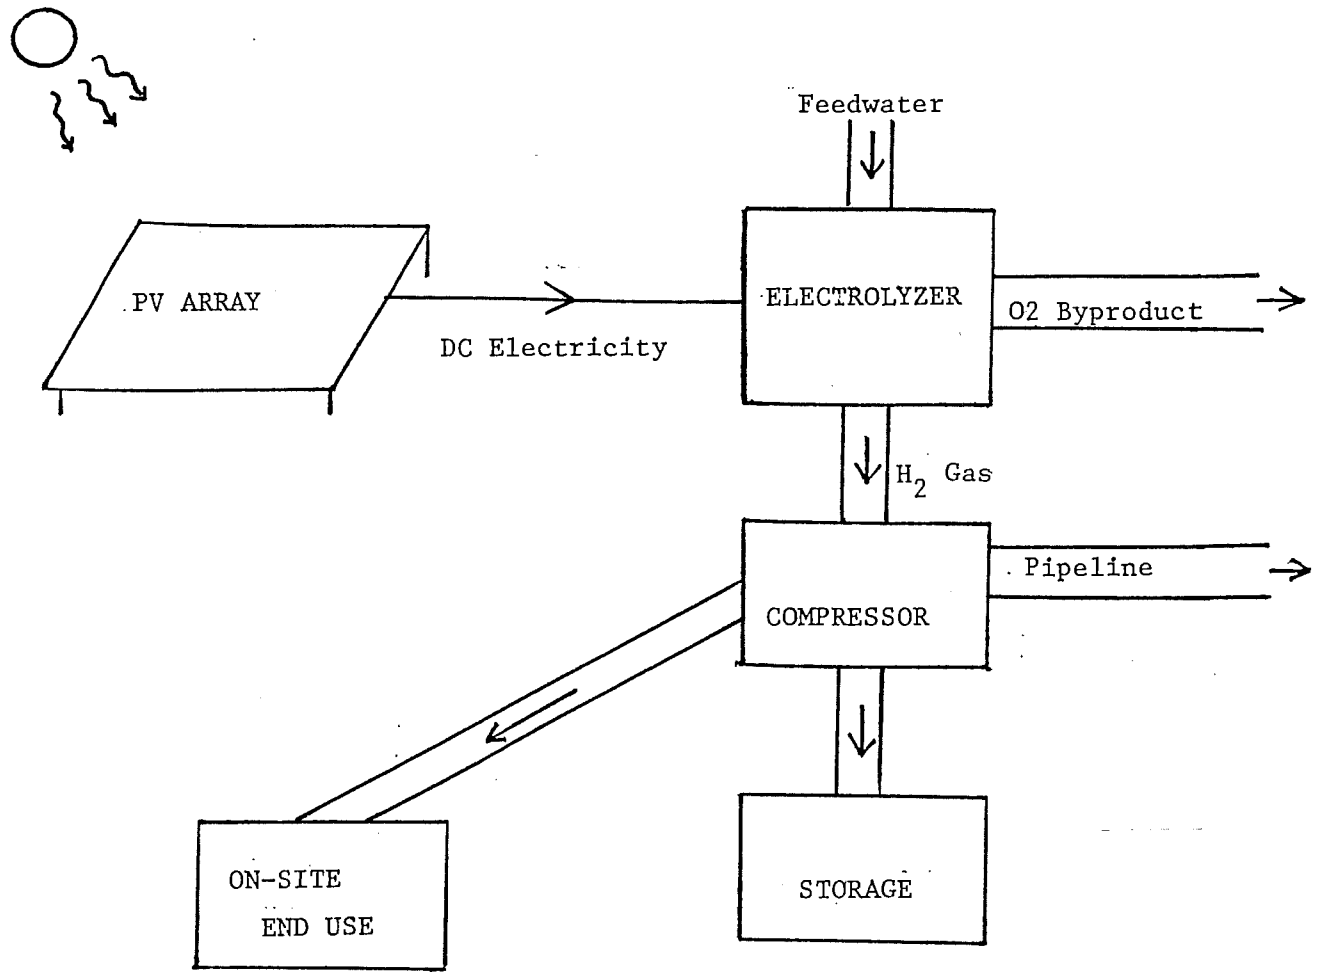 Feedwater
PV ARRAY
ELECTROLYZER
O2 Byproduct
DC Electricity
H₂ Gas
Pipeline
COMPRESSOR
ON-SITE
END USE
STORAGE